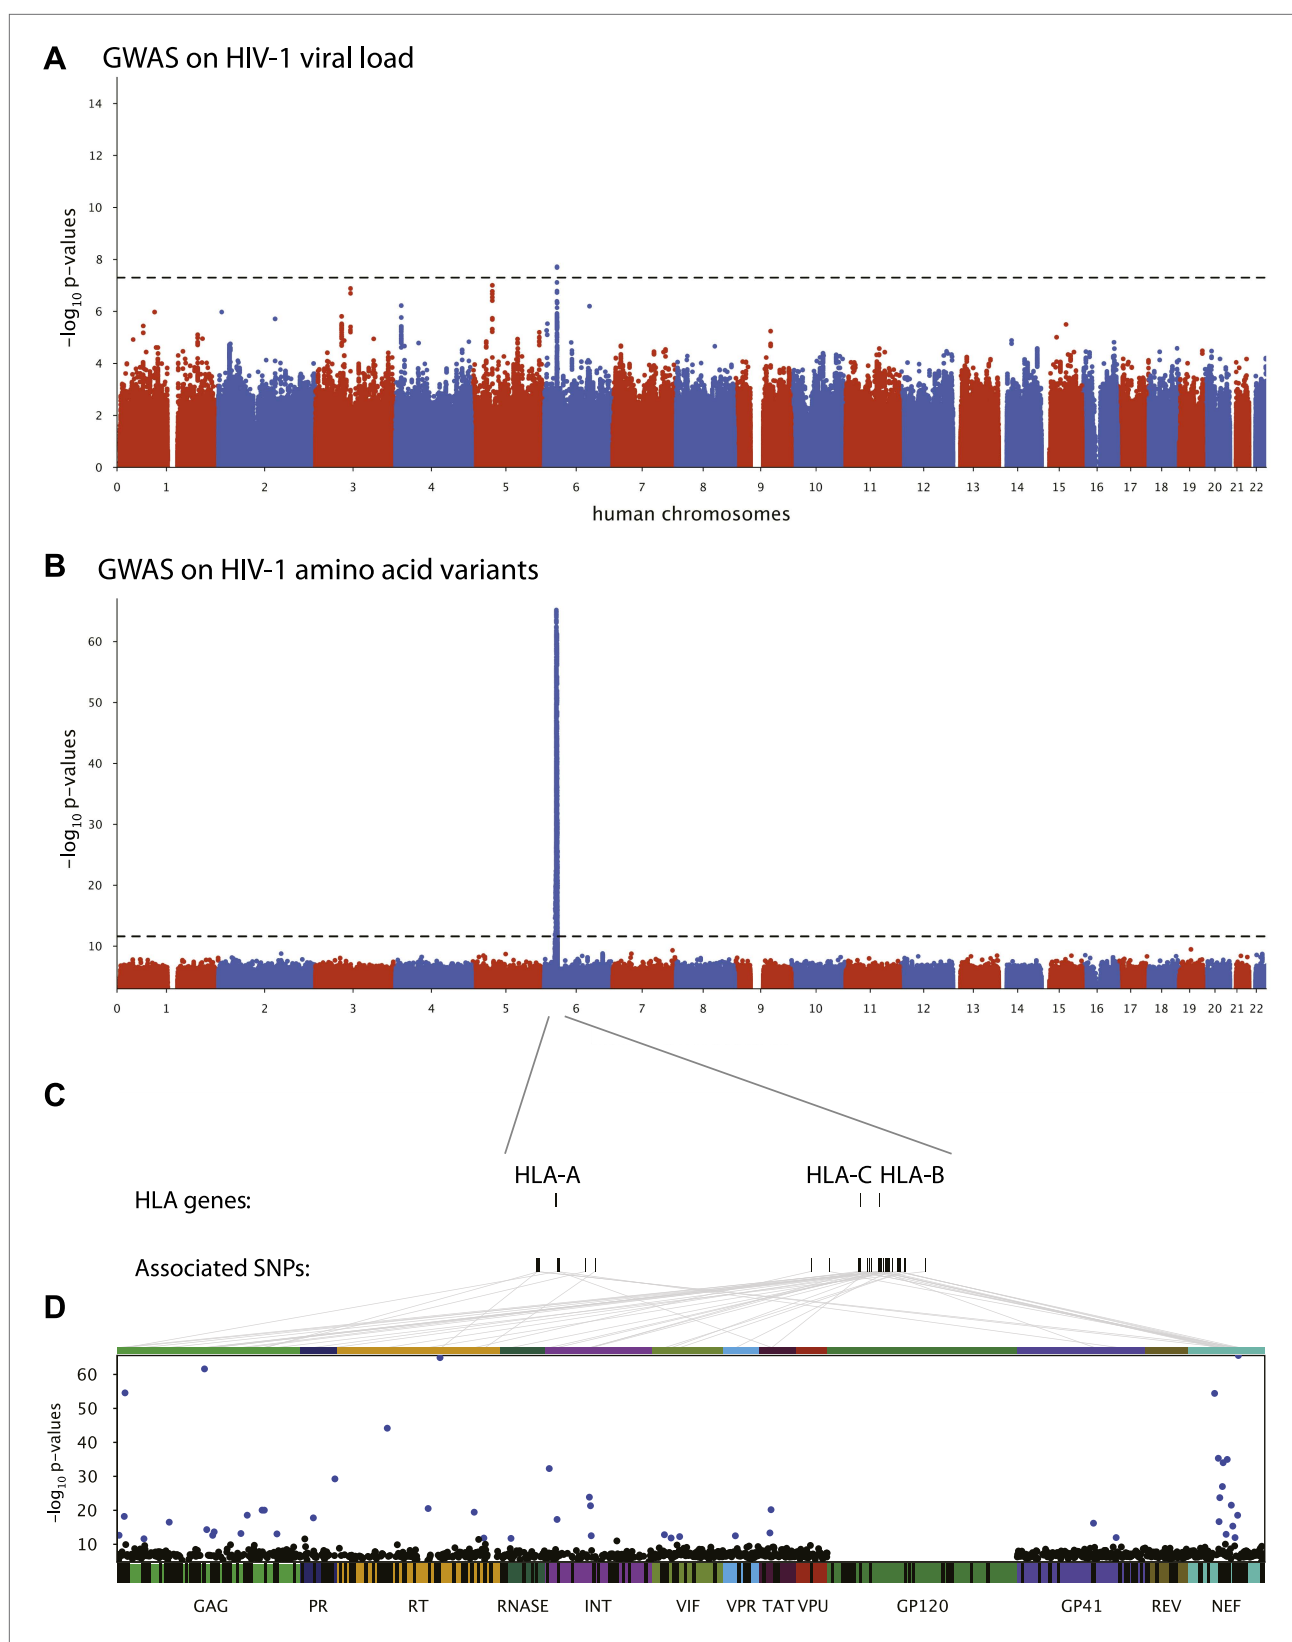 A GWAS on HIV-1 viral load
14
12
10
8
6
4
2
0
−log10 p−values
0 1 2 3 4 5 6 7 8 9 10 11 12 13 14 15 16 17 18 19 20 21 22
human chromosomes
B GWAS on HIV-1 amino acid variants
60
50
40
30
20
10
−log10 p−values
0 1 2 3 4 5 6 7 8 9 10 11 12 13 14 15 16 17 18 19 20 21 22
C
HLA-A HLA-C HLA-B
HLA genes:
Associated SNPs:
D
60
50
40
30
20
10
−log10 p−values
GAG PR RT RNASE INT VIF VPR TAT VPU GP120 GP41 REV NEF